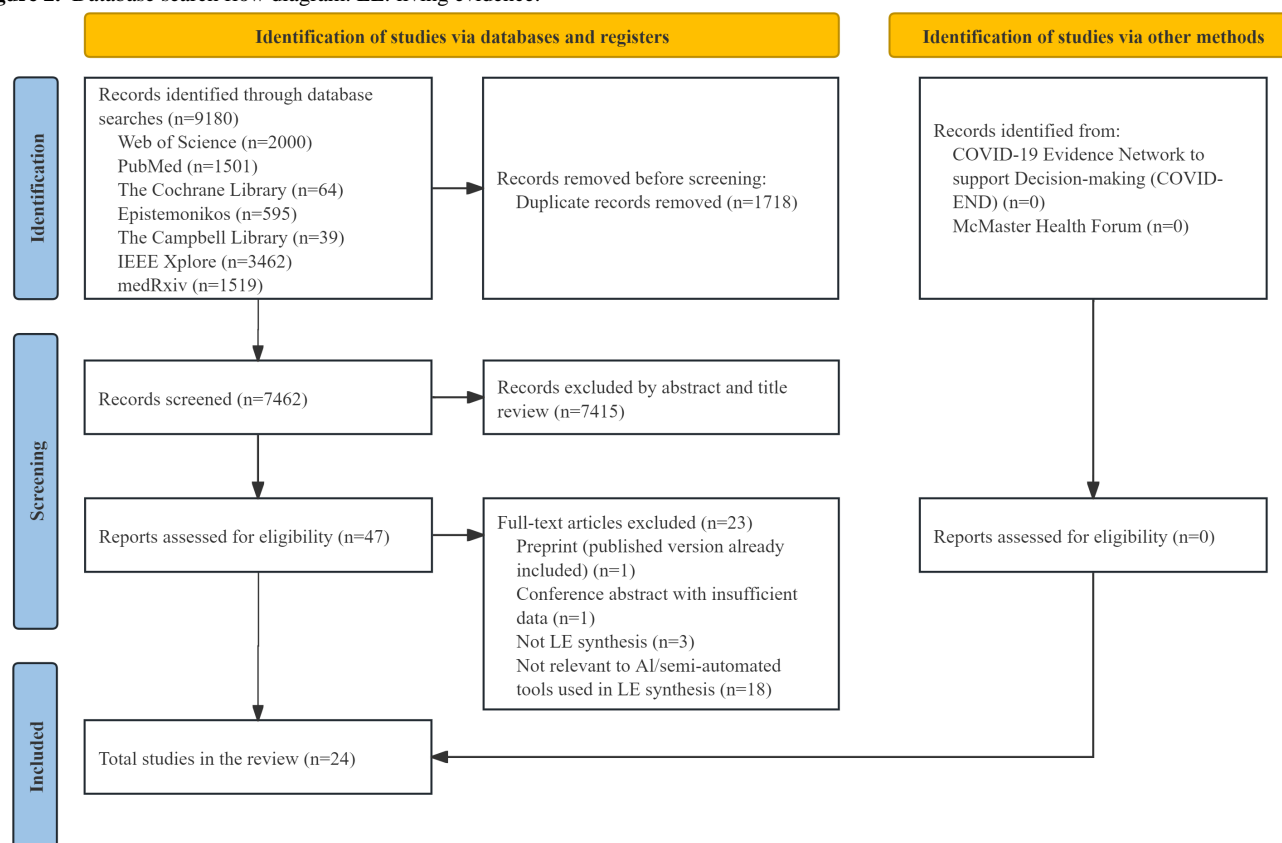 Identification of studies via databases and registers
Identification of studies via other methods
Identification
Records identified through database
searches (n=9180)
Web of Science (n=2000)
PubMed (n=1501)
The Cochrane Library (n=64)
Epistemonikos (n=595)
The Campbell Library (n=39)
IEEE Xplore (n=3462)
medRxiv (n=1519)
Records removed before screening:
Duplicate records removed (n=1718)
Records identified from:
COVID-19 Evidence Network to
support Decision-making (COVID-
END) (n=0)
McMaster Health Forum (n=0)
Screening
Records screened (n=7462)
Records excluded by abstract and title
review (n=7415)
Reports assessed for eligibility (n=47)
Full-text articles excluded (n=23)
Preprint (published version already
included) (n=1)
Conference abstract with insufficient
data (n=1)
Not LE synthesis (n=3)
Not relevant to AI/semi-automated
tools used in LE synthesis (n=18)
Reports assessed for eligibility (n=0)
Included
Total studies in the review (n=24)